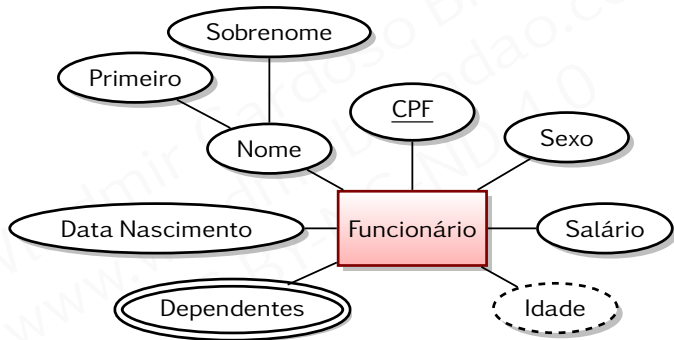 Sobrenome
Primeiro
CPF
Nome
Sexo
Data Nascimento
Funcionário
Salário
Dependentes
Idade